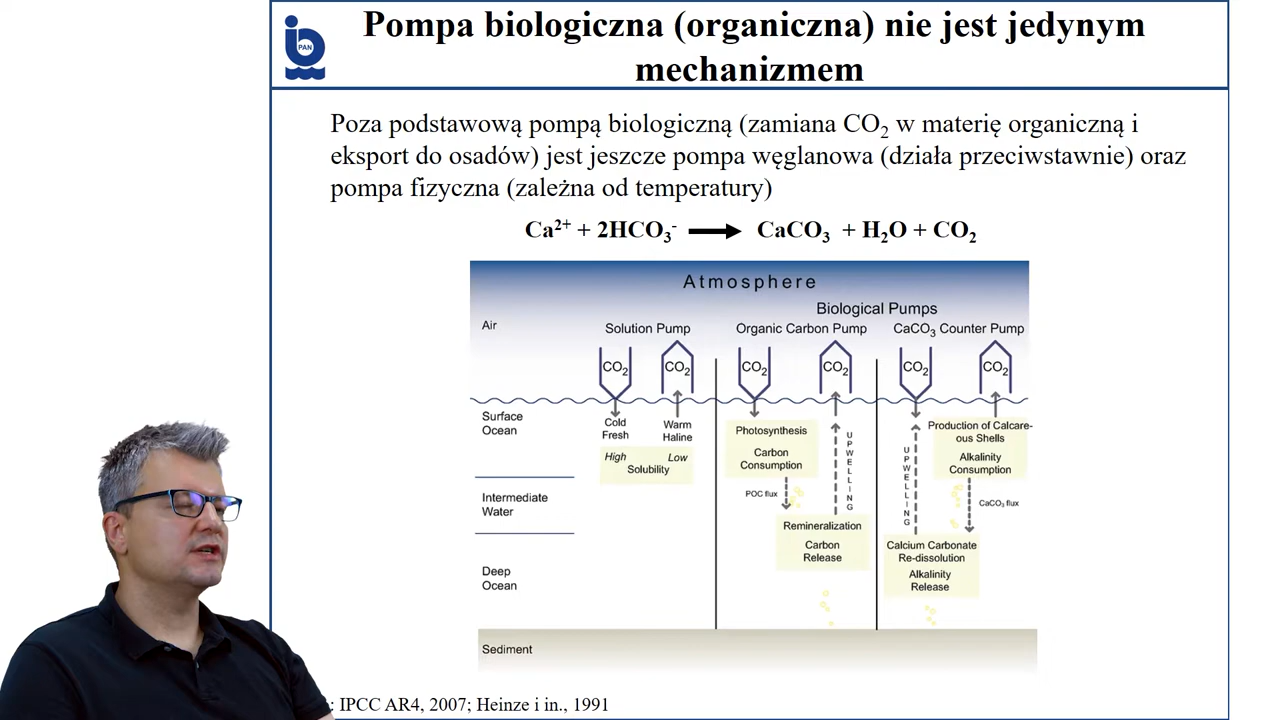 PAN
Pompa biologiczna (organiczna) nie jest jedynym
mechanizmem
Poza podstawową pompą biologiczną (zamiana CO₂ w materię organiczną i
eksport do osadów) jest jeszcze pompa węglanowa (działa przeciwstawnie) oraz
pompa fizyczna (zależna od temperatury)
Ca²⁺ + 2HCO₃⁻ → CaCO₃ + H₂O + CO₂
Atmosphere
Biological Pumps
Air
Solution Pump
Organic Carbon Pump
CaCO₃ Counter Pump
CO₂ CO₂ CO₂ CO₂ CO₂ CO₂
Surface
Ocean
Cold
Fresh
Warm
Haline
High Low
Solubility
Photosynthesis
Carbon
Consumption
POC flux
UPWELLING
Remineralization
Carbon
Release
UPWELLING
Production of Calcare-
ous Shells
Alkalinity
Consumption
CaCO₃ flux
Calcium Carbonate
Re-dissolution
Alkalinity
Release
Intermediate
Water
Deep
Ocean
Sediment
: IPCC AR4, 2007; Heinze i in., 1991